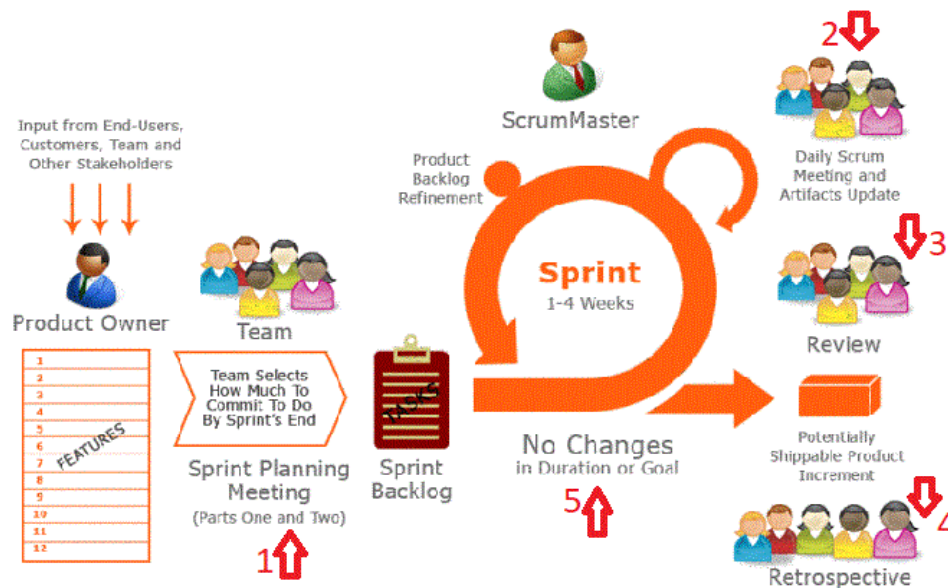 Input from End-Users,
Customers, Team and
Other Stakeholders
Product Owner
1
2
3
4
5
6
7
8
9
10
11
12
FEATURES
Team
Team Selects
How Much To
Commit To Do
By Sprint's End
Sprint Planning
Meeting
(Parts One and Two)
1
TASKS
Sprint
Backlog
ScrumMaster
Product
Backlog
Refinement
Sprint
1-4 Weeks
No Changes
in Duration or Goal
5
2
Daily Scrum
Meeting and
Artifacts Update
3
Review
Potentially
Shippable Product
Increment
4
Retrospective